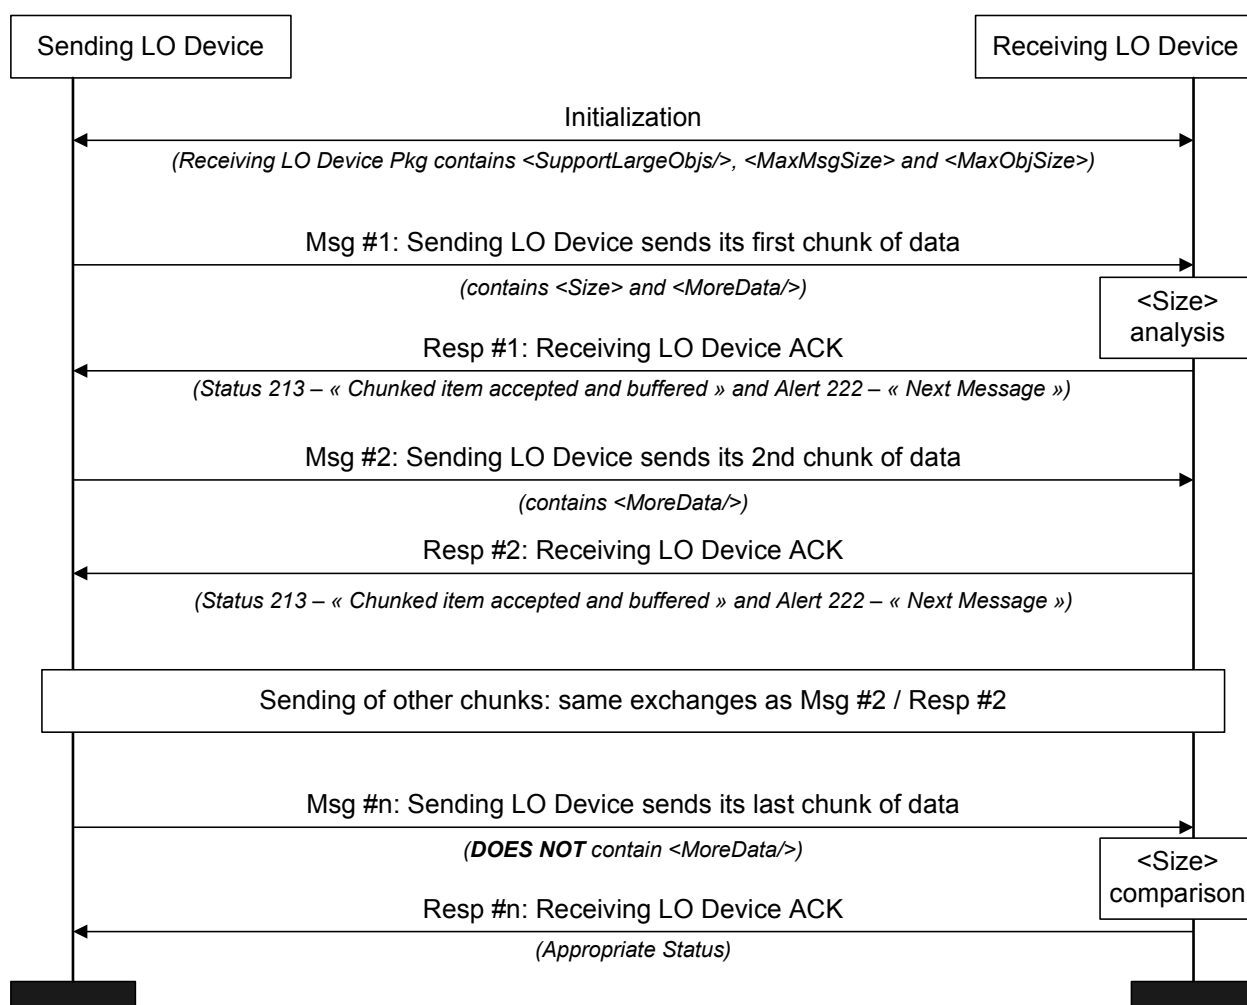 Sending LO Device
Receiving LO Device
Initialization
(Receiving LO Device Pkg contains <SupportLargeObjs/>, <MaxMsgSize> and <MaxObjSize>)
Msg #1: Sending LO Device sends its first chunk of data
(contains <Size> and <MoreData/>)
<Size>
analysis
Resp #1: Receiving LO Device ACK
(Status 213 – « Chunked item accepted and buffered » and Alert 222 – « Next Message »)
Msg #2: Sending LO Device sends its 2nd chunk of data
(contains <MoreData/>)
Resp #2: Receiving LO Device ACK
(Status 213 – « Chunked item accepted and buffered » and Alert 222 – « Next Message »)
Sending of other chunks: same exchanges as Msg #2 / Resp #2
Msg #n: Sending LO Device sends its last chunk of data
(DOES NOT contain <MoreData/>)
<Size>
comparison
Resp #n: Receiving LO Device ACK
(Appropriate Status)